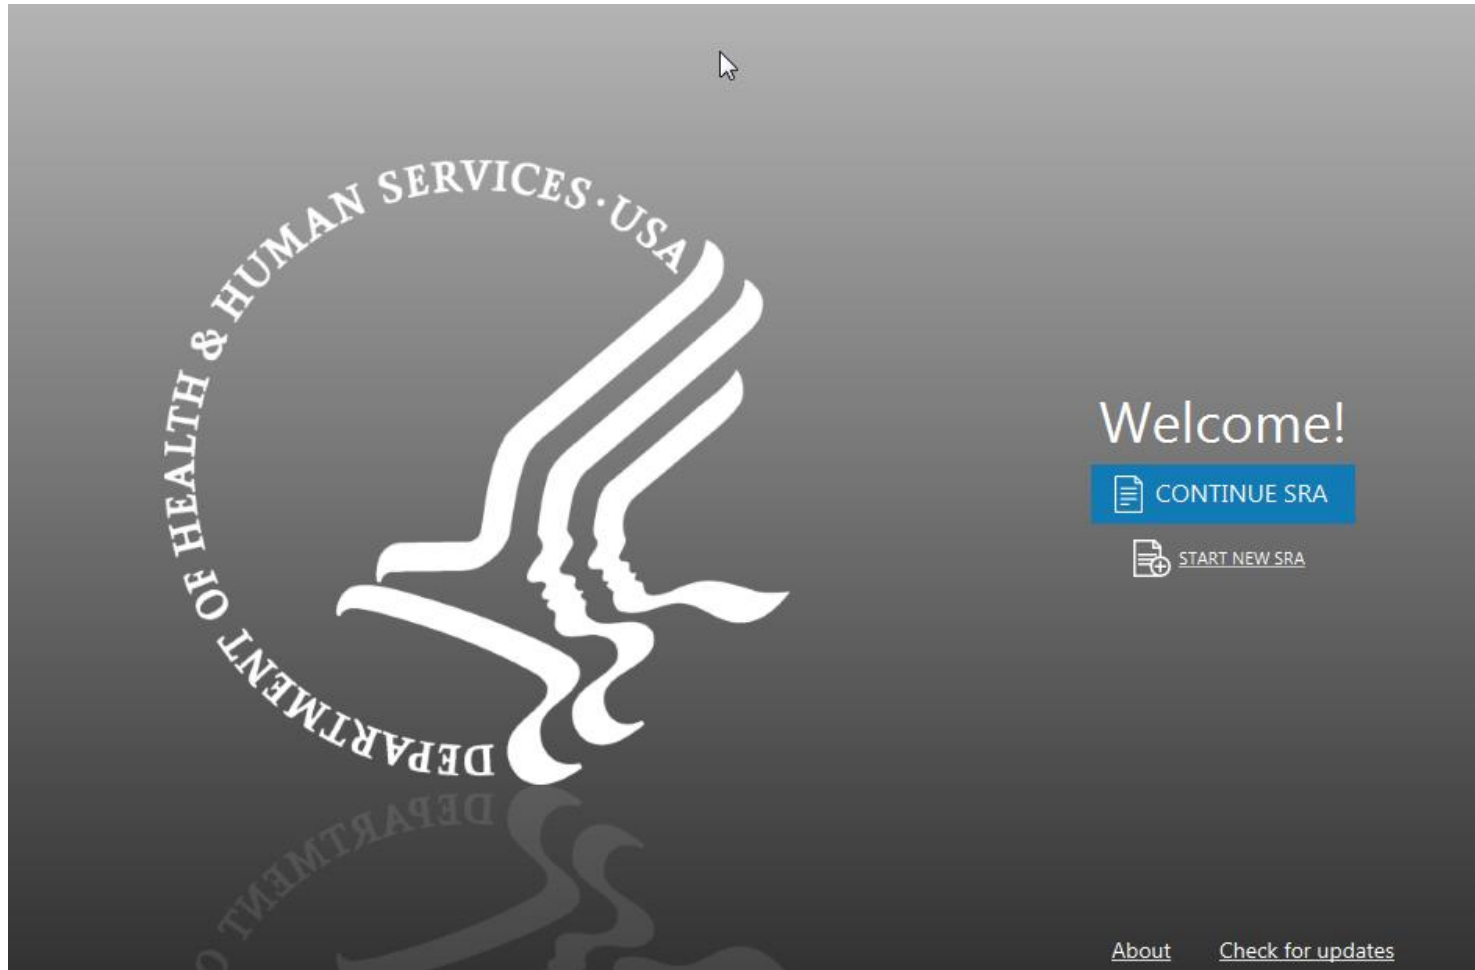 DEPARTMENT OF HEALTH & HUMAN SERVICES · USA
Welcome!
CONTINUE SRA
START NEW SRA
About
Check for updates